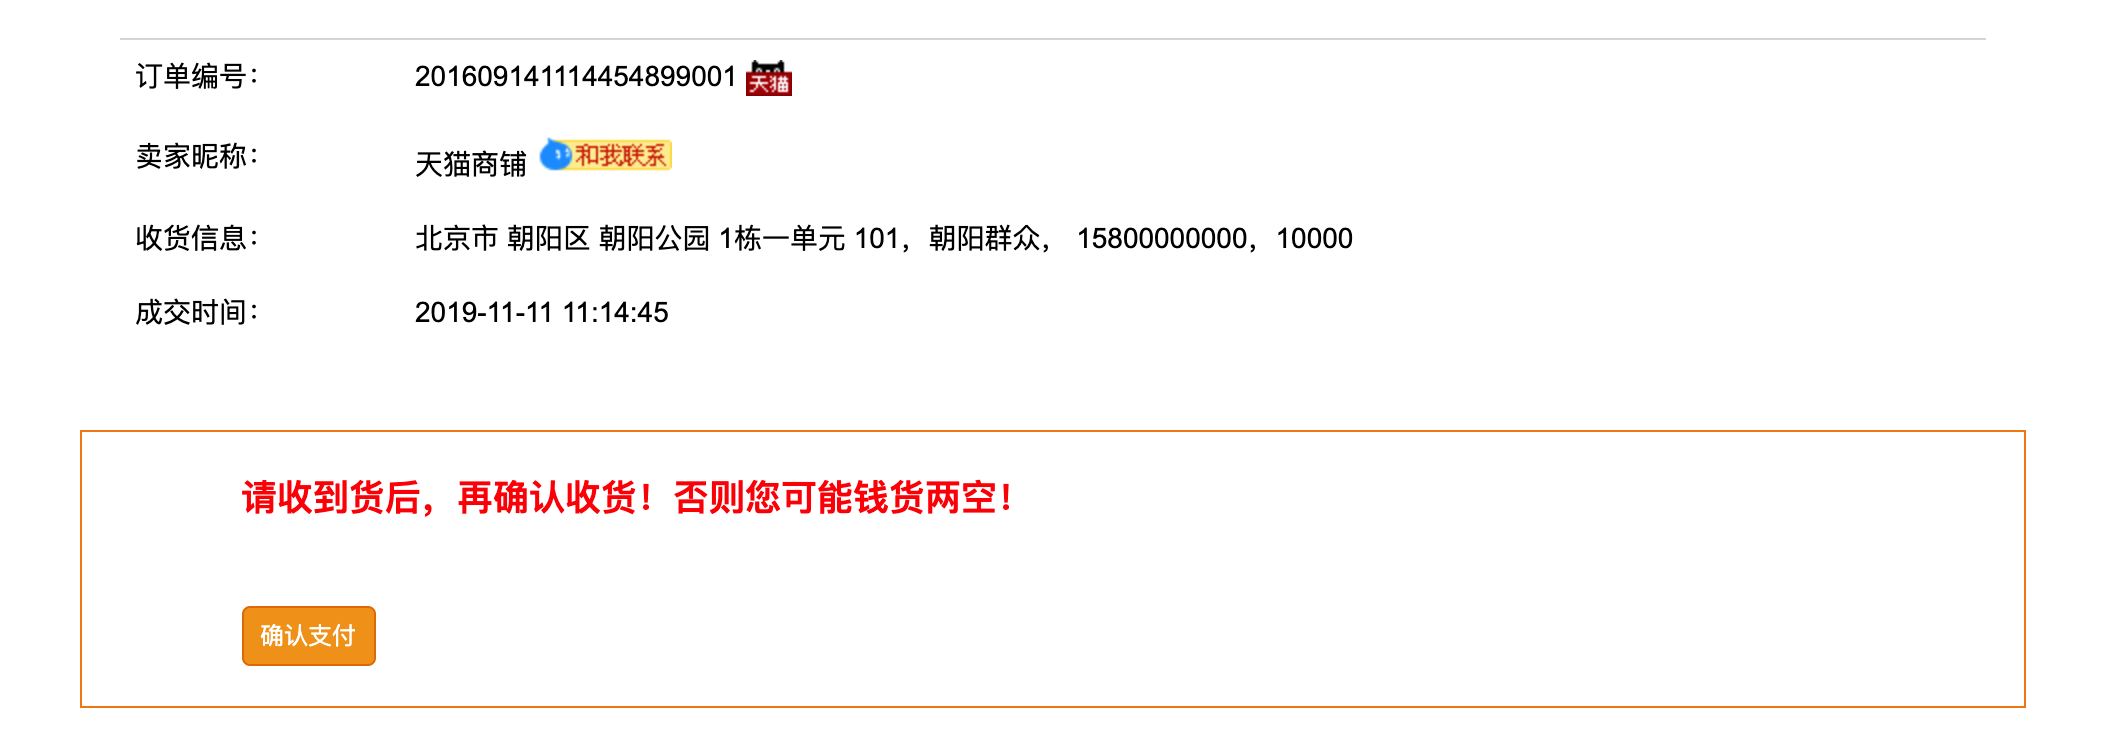 订单编号： 201609141114454899001 天猫
卖家昵称： 天猫商铺 和我联系
收货信息： 北京市 朝阳区 朝阳公园 1栋一单元 101，朝阳群众， 15800000000，10000
成交时间： 2019-11-11 11:14:45
请收到货后，再确认收货！否则您可能钱货两空！
确认支付